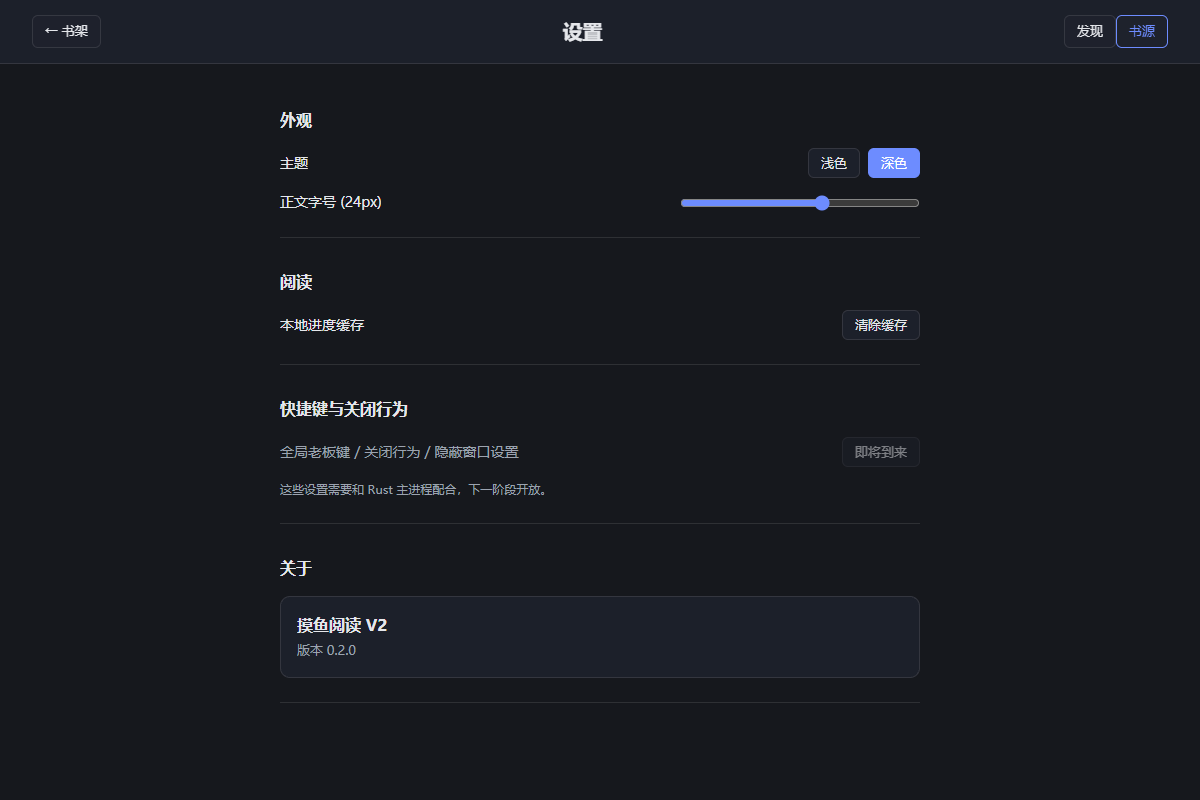 ← 书架
设置
发现
书源
外观
主题
浅色
深色
正文字号 (24px)
阅读
本地进度缓存
清除缓存
快捷键与关闭行为
全局老板键 / 关闭行为 / 隐蔽窗口设置
即将到来
这些设置需要和 Rust 主进程配合，下一阶段开放。
关于
摸鱼阅读 V2
版本 0.2.0